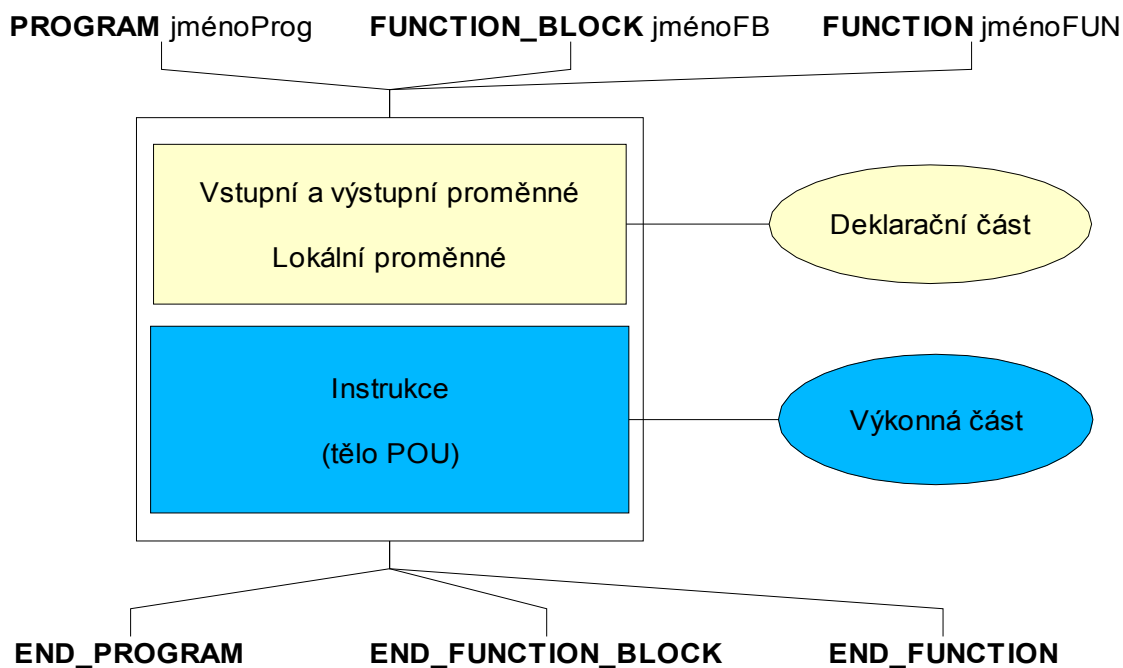 PROGRAM jménoProg
FUNCTION_BLOCK jménoFB
FUNCTION jménoFUN
Vstupní a výstupní proměnné
Lokální proměnné
Deklarační část
Instrukce
(tělo POU)
Výkonná část
END_PROGRAM
END_FUNCTION_BLOCK
END_FUNCTION